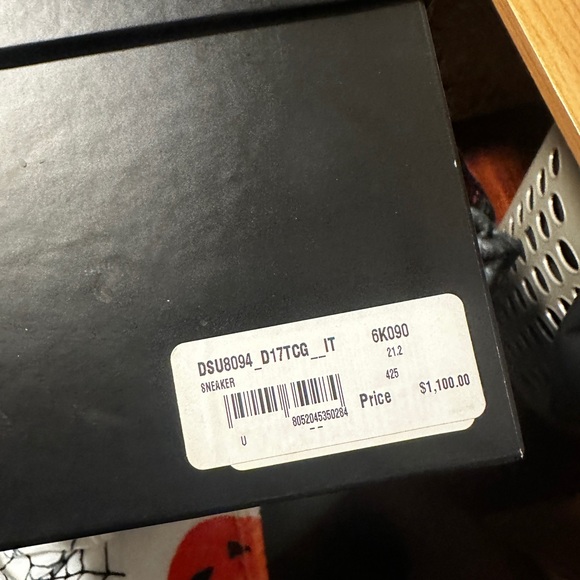 DSU8094_D17TCG__IT 6K090
SNEAKER 21.2
425
Price $1,100.00
8052045350284
U